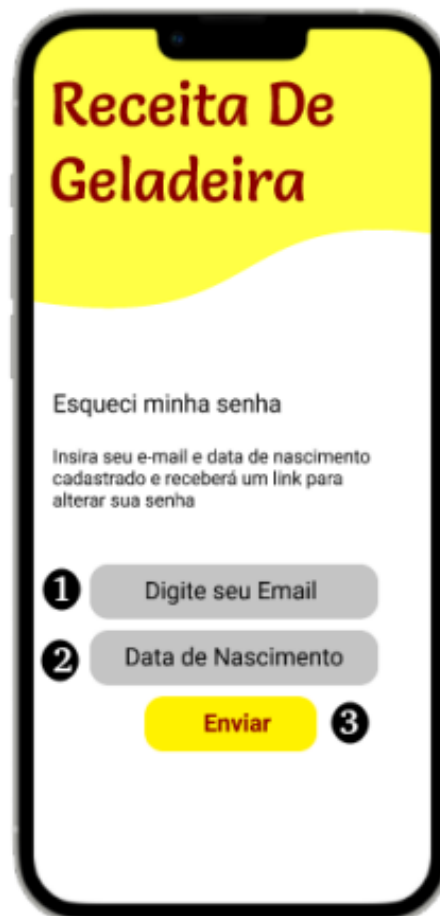 Receita De
Geladeira
Esqueci minha senha
Insira seu e-mail e data de nascimento
cadastrado e receberá um link para
alterar sua senha
1 Digite seu Email
2 Data de Nascimento
Enviar 3